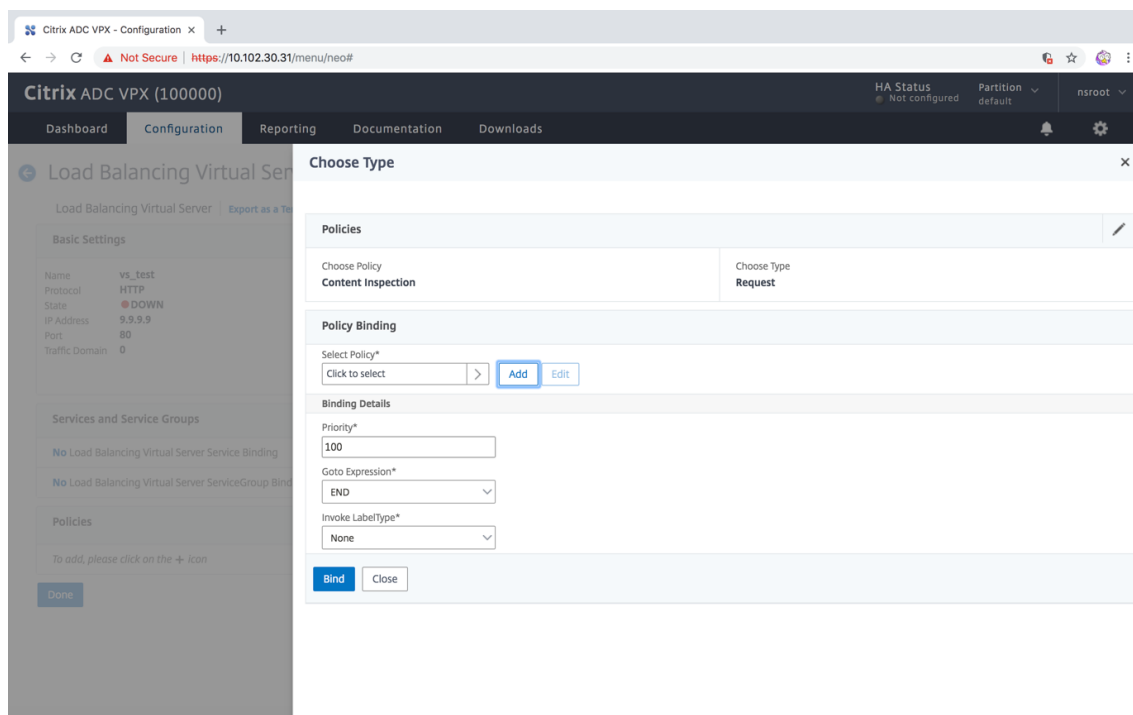 Citrix ADC VPX - Configuration × +
Not Secure | https://10.102.30.31/menu/neo#
Citrix ADC VPX (100000)
HA Status
Not configured
Partition
default
nsroot
Dashboard Configuration Reporting Documentation Downloads
Load Balancing Virtual Ser
Load Balancing Virtual Server | Export as a Te
Basic Settings
Name vs_test
Protocol HTTP
State DOWN
IP Address 9.9.9.9
Port 80
Traffic Domain 0
Services and Service Groups
No Load Balancing Virtual Server Service Binding
No Load Balancing Virtual Server ServiceGroup Bind
Policies
To add, please click on the + icon
Done
Choose Type ×
Policies
Choose Policy
Content Inspection
Choose Type
Request
Policy Binding
Select Policy*
Click to select > Add Edit
Binding Details
Priority*
100
Goto Expression*
END
Invoke LabelType*
None
Bind Close